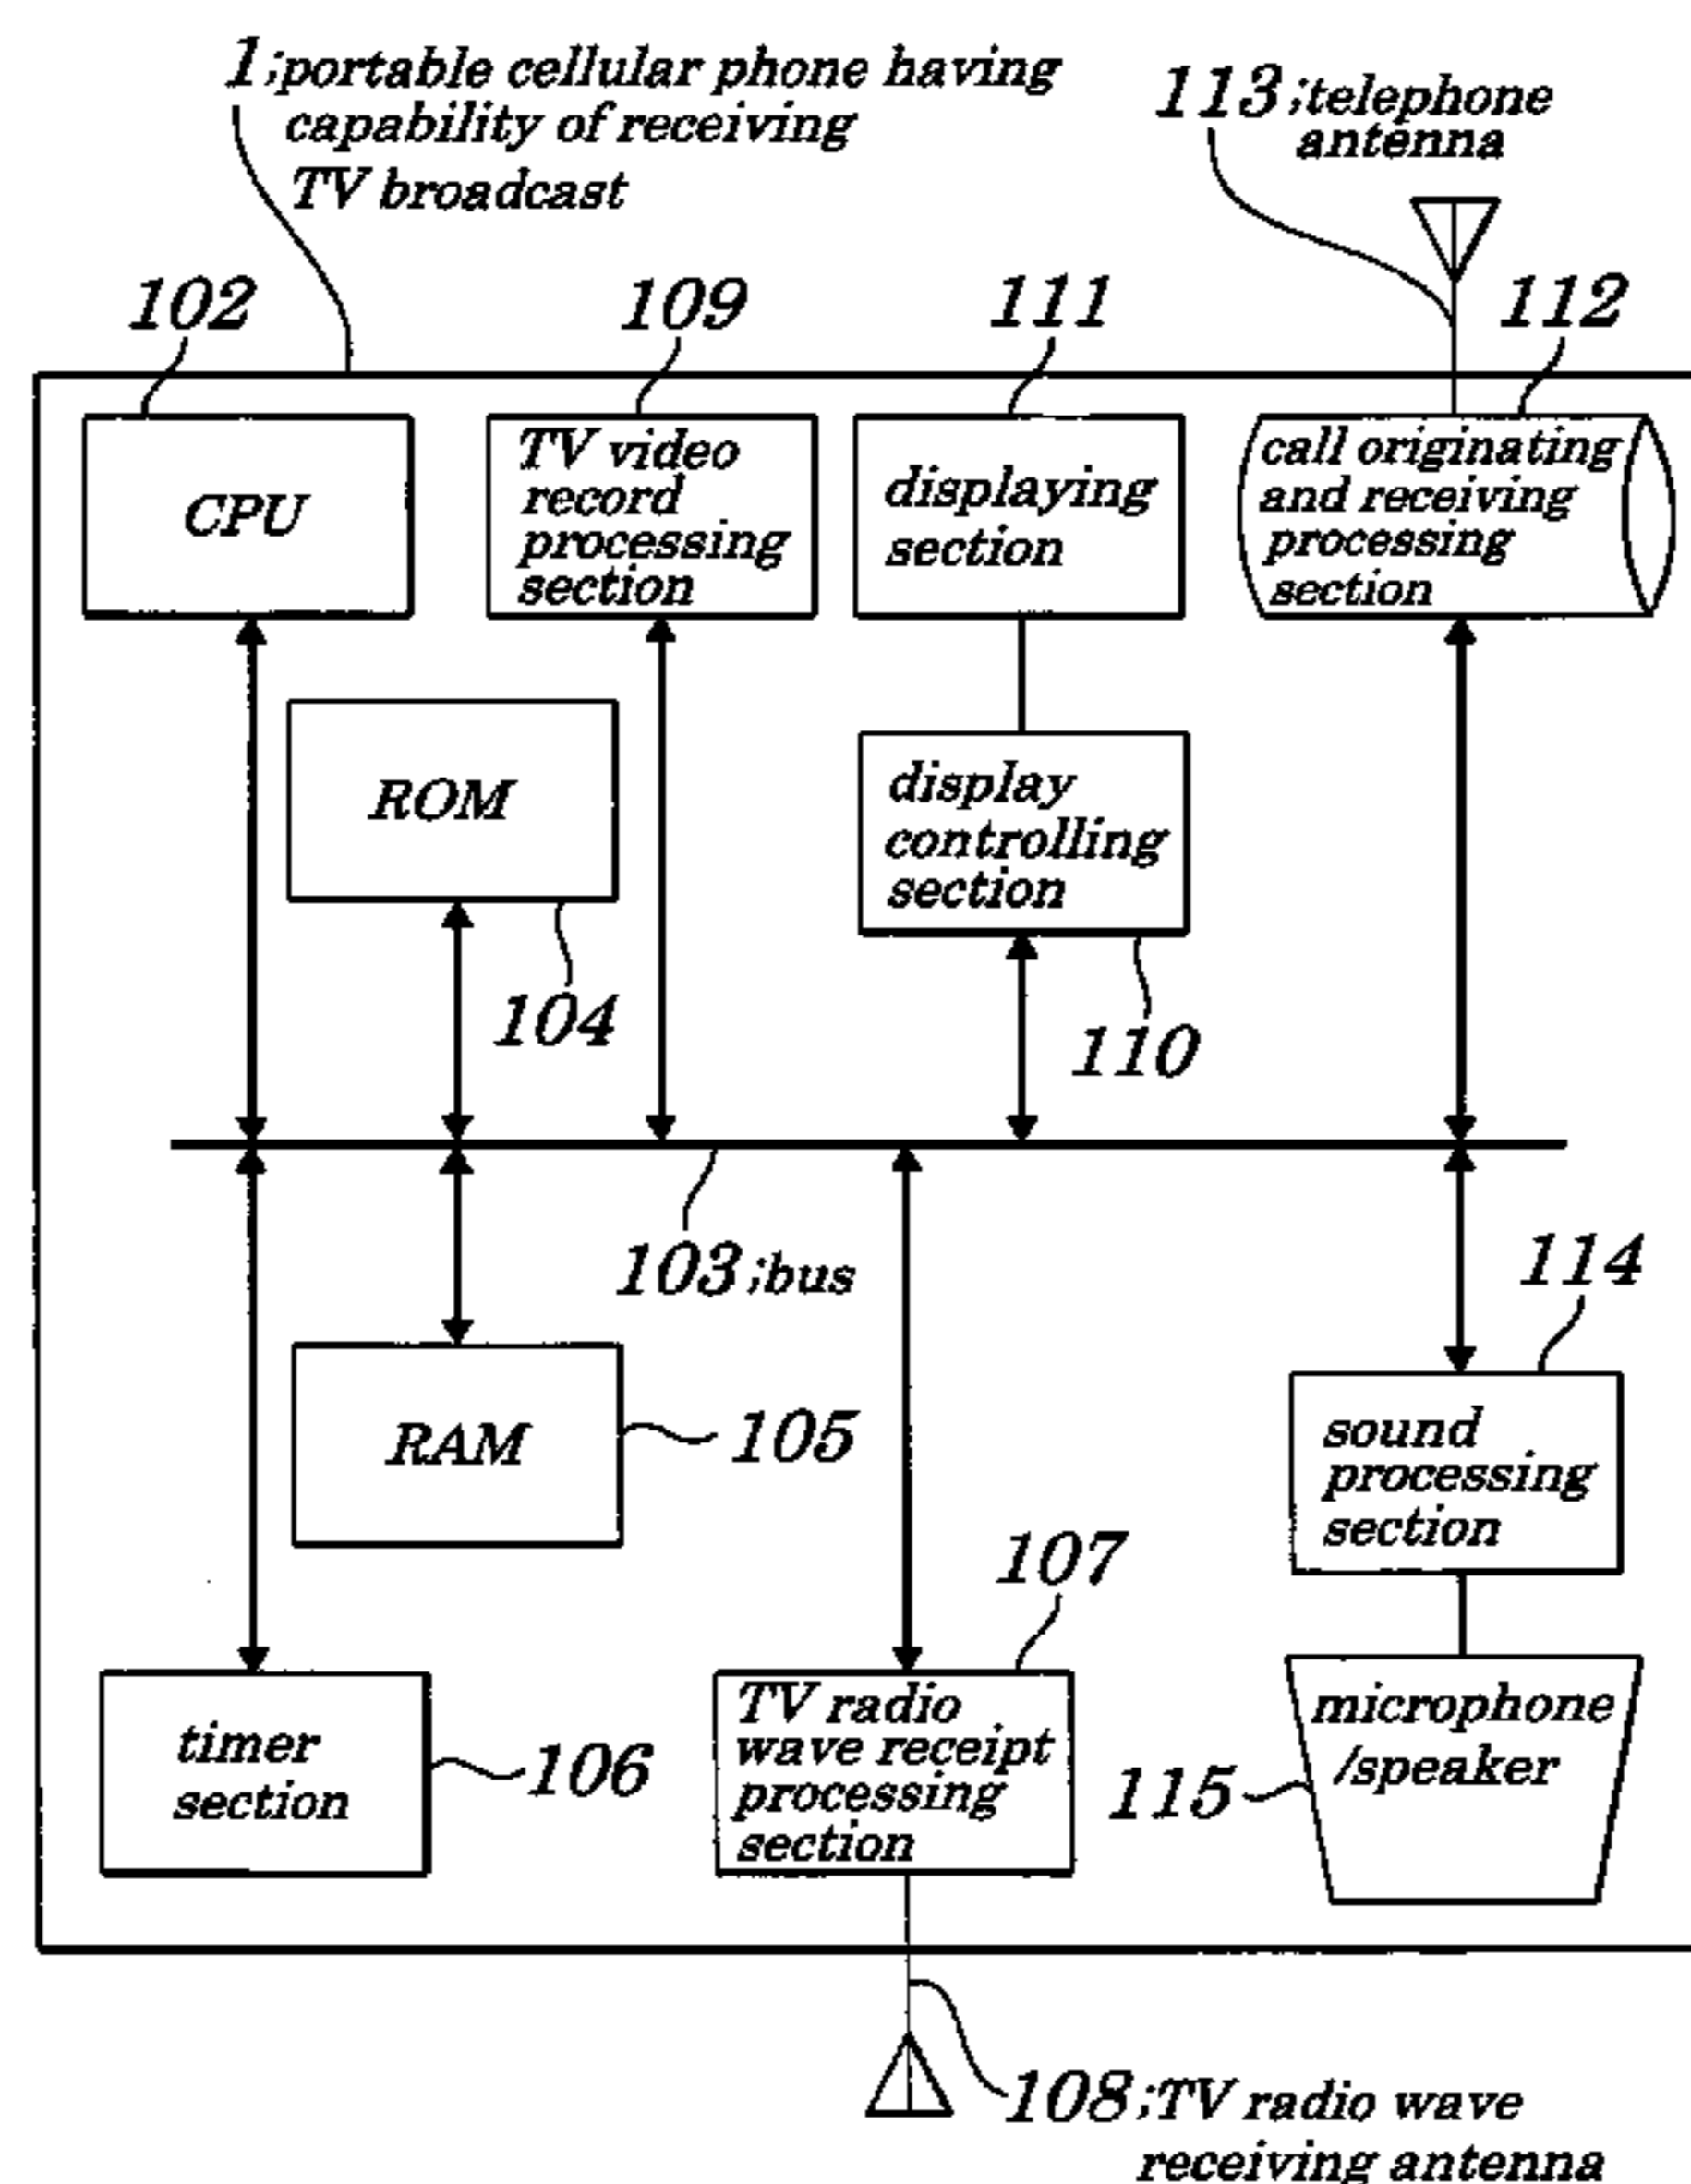 1;portable cellular phone having
capability of receiving
TV broadcast
113;telephone
antenna
102
109
111
112
CPU
TV video
record
processing
section
displaying
section
call originating
and receiving
processing
section
ROM
display
controlling
section
104
110
103;bus
114
RAM
105
sound
processing
section
107
timer
section
106
TV radio
wave receipt
processing
section
microphone
/speaker
115
108;TV radio wave
receiving antenna